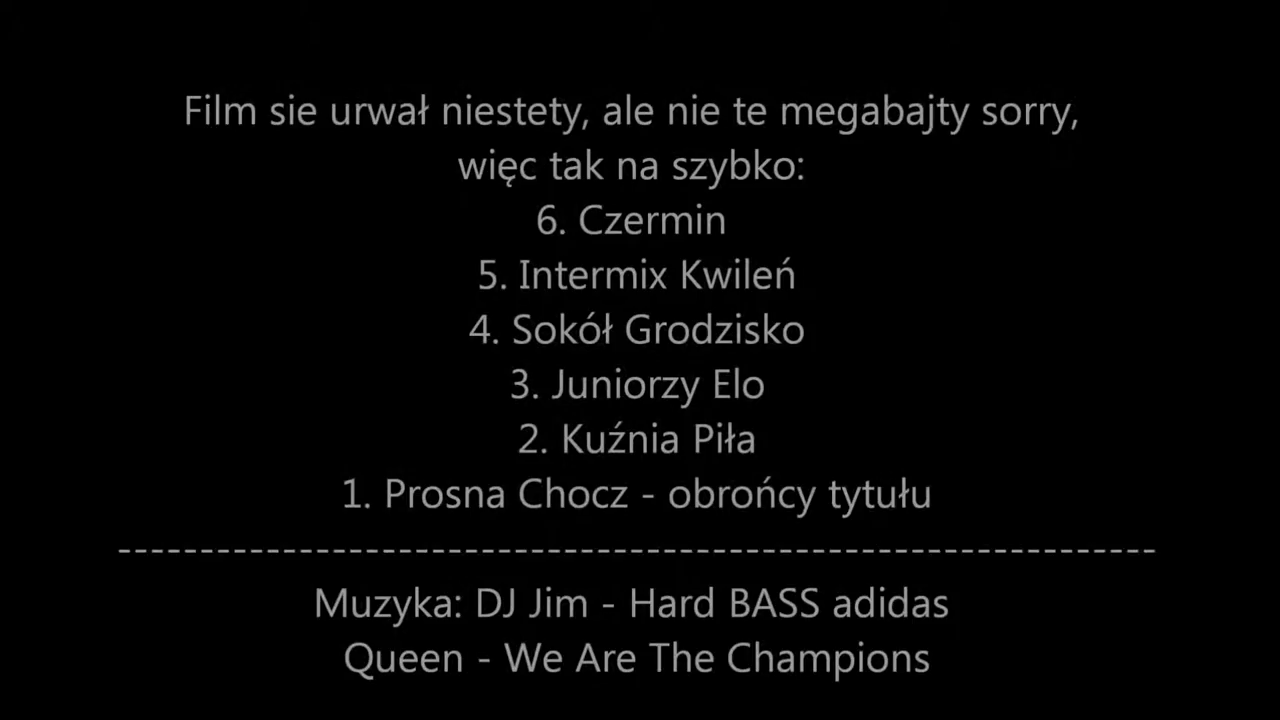 Film sie urwał niestety, ale nie te megabajty sorry,
więc tak na szybko:
6. Czermin
5. Intermix Kwileń
4. Sokół Grodzisko
3. Juniorzy Elo
2. Kuźnia Piła
1. Prosna Chocz - obrońcy tytułu
---------------------------------------------------------------
Muzyka: DJ Jim - Hard BASS adidas
Queen - We Are The Champions